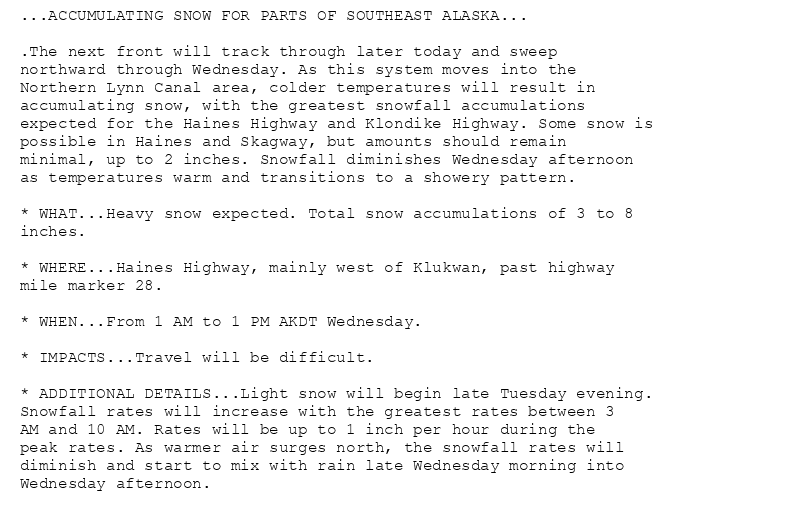 ...ACCUMULATING SNOW FOR PARTS OF SOUTHEAST ALASKA...
.The next front will track through later today and sweep
northward through Wednesday. As this system moves into the
Northern Lynn Canal area, colder temperatures will result in
accumulating snow, with the greatest snowfall accumulations
expected for the Haines Highway and Klondike Highway. Some snow is
possible in Haines and Skagway, but amounts should remain
minimal, up to 2 inches. Snowfall diminishes Wednesday afternoon
as temperatures warm and transitions to a showery pattern.
* WHAT...Heavy snow expected. Total snow accumulations of 3 to 8
inches.
* WHERE...Haines Highway, mainly west of Klukwan, past highway
mile marker 28.
* WHEN...From 1 AM to 1 PM AKDT Wednesday.
* IMPACTS...Travel will be difficult.
* ADDITIONAL DETAILS...Light snow will begin late Tuesday evening.
Snowfall rates will increase with the greatest rates between 3
AM and 10 AM. Rates will be up to 1 inch per hour during the
peak rates. As warmer air surges north, the snowfall rates will
diminish and start to mix with rain late Wednesday morning into
Wednesday afternoon.